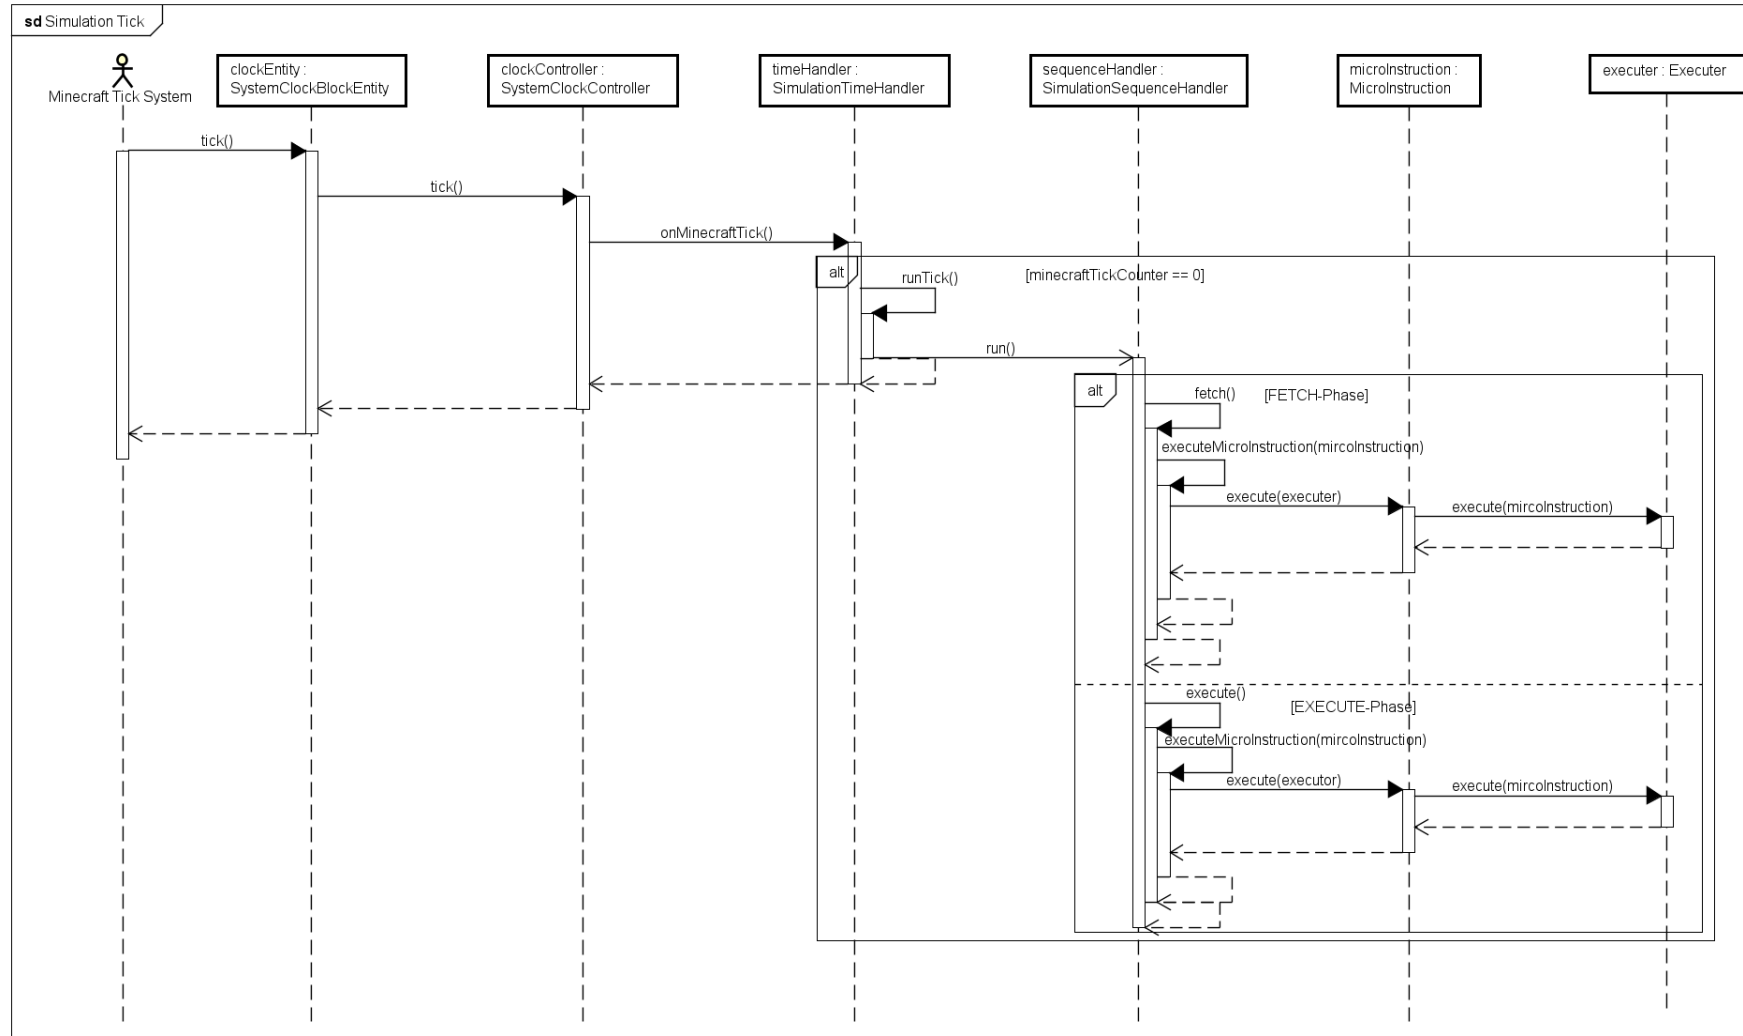 sd Simulation Tick
Minecraft Tick System
clockEntity :
SystemClockBlockEntity
clockController :
SystemClockController
timeHandler :
SimulationTimeHandler
sequenceHandler :
SimulationSequenceHandler
microInstruction :
MicroInstruction
executer : Executer
tick()
tick()
onMinecraftTick()
alt
[minecraftTickCounter == 0]
runTick()
run()
alt
fetch()
[FETCH-Phase]
executeMicroInstruction(mircoInstruction)
execute(executer)
execute(mircoInstruction)
execute()
[EXECUTE-Phase]
executeMicroInstruction(mircoInstruction)
execute(executor)
execute(mircoInstruction)